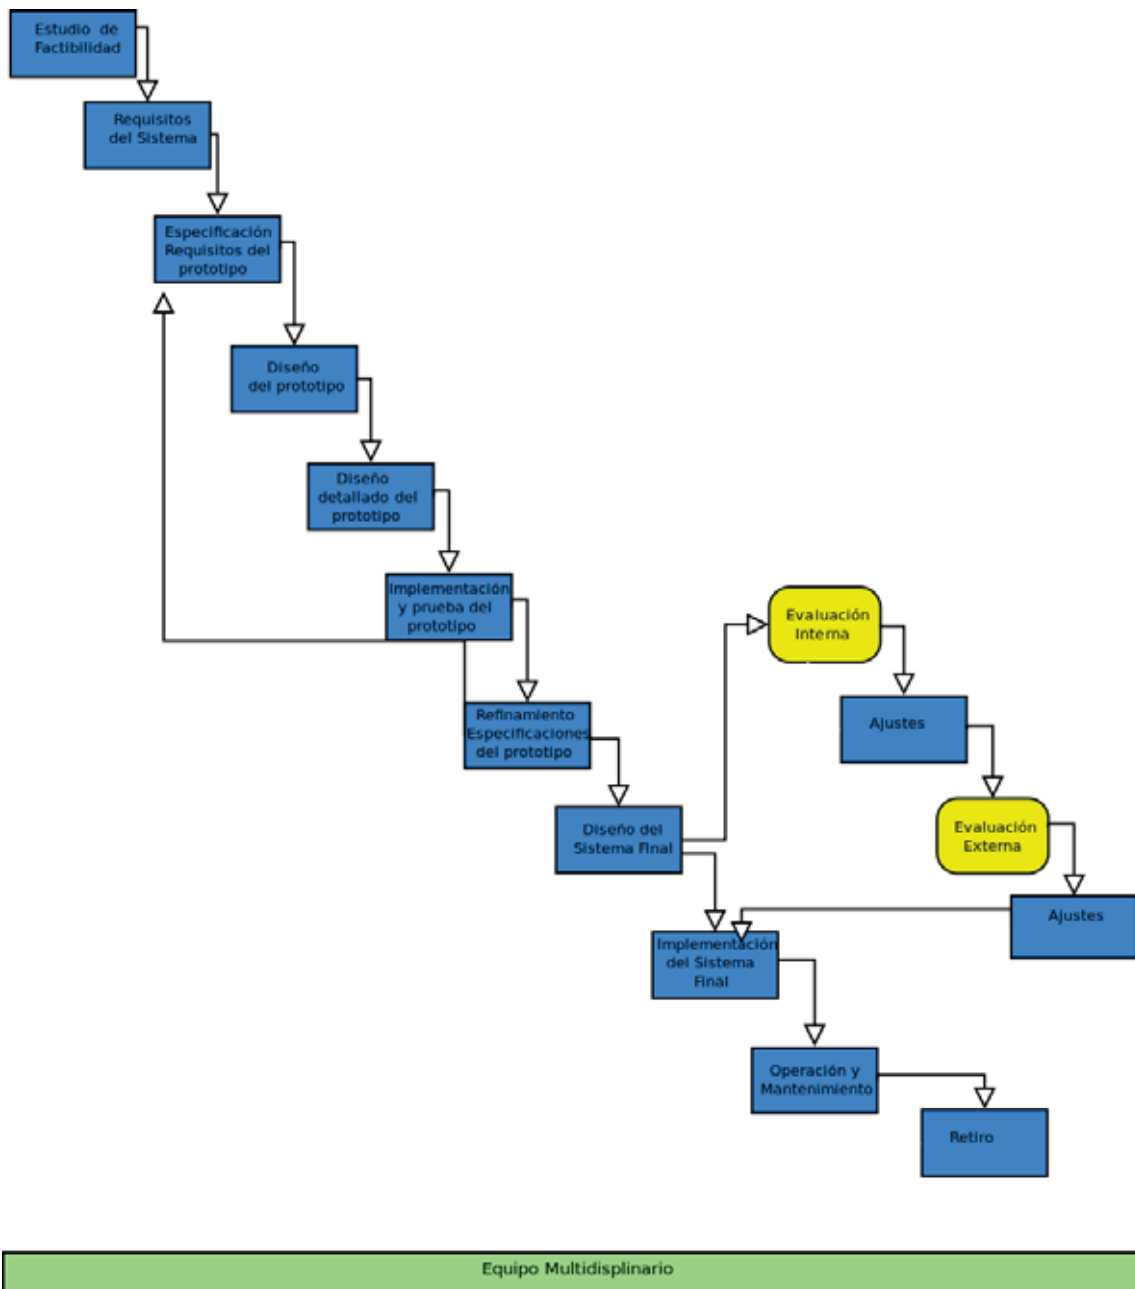 Estudio de
Factibilidad
Requisitos
del Sistema
Especificación
Requisitos del
prototipo
Diseño
del prototipo
Diseño
detallado del
prototipo
Implementación
y prueba del
prototipo
Refinamiento
Especificaciones
del prototipo
Diseño del
Sistema Final
Evaluación
Interna
Ajustes
Evaluación
Externa
Ajustes
Implementación
del Sistema
Final
Operación y
Mantenimiento
Retiro
Equipo Multidisplinario